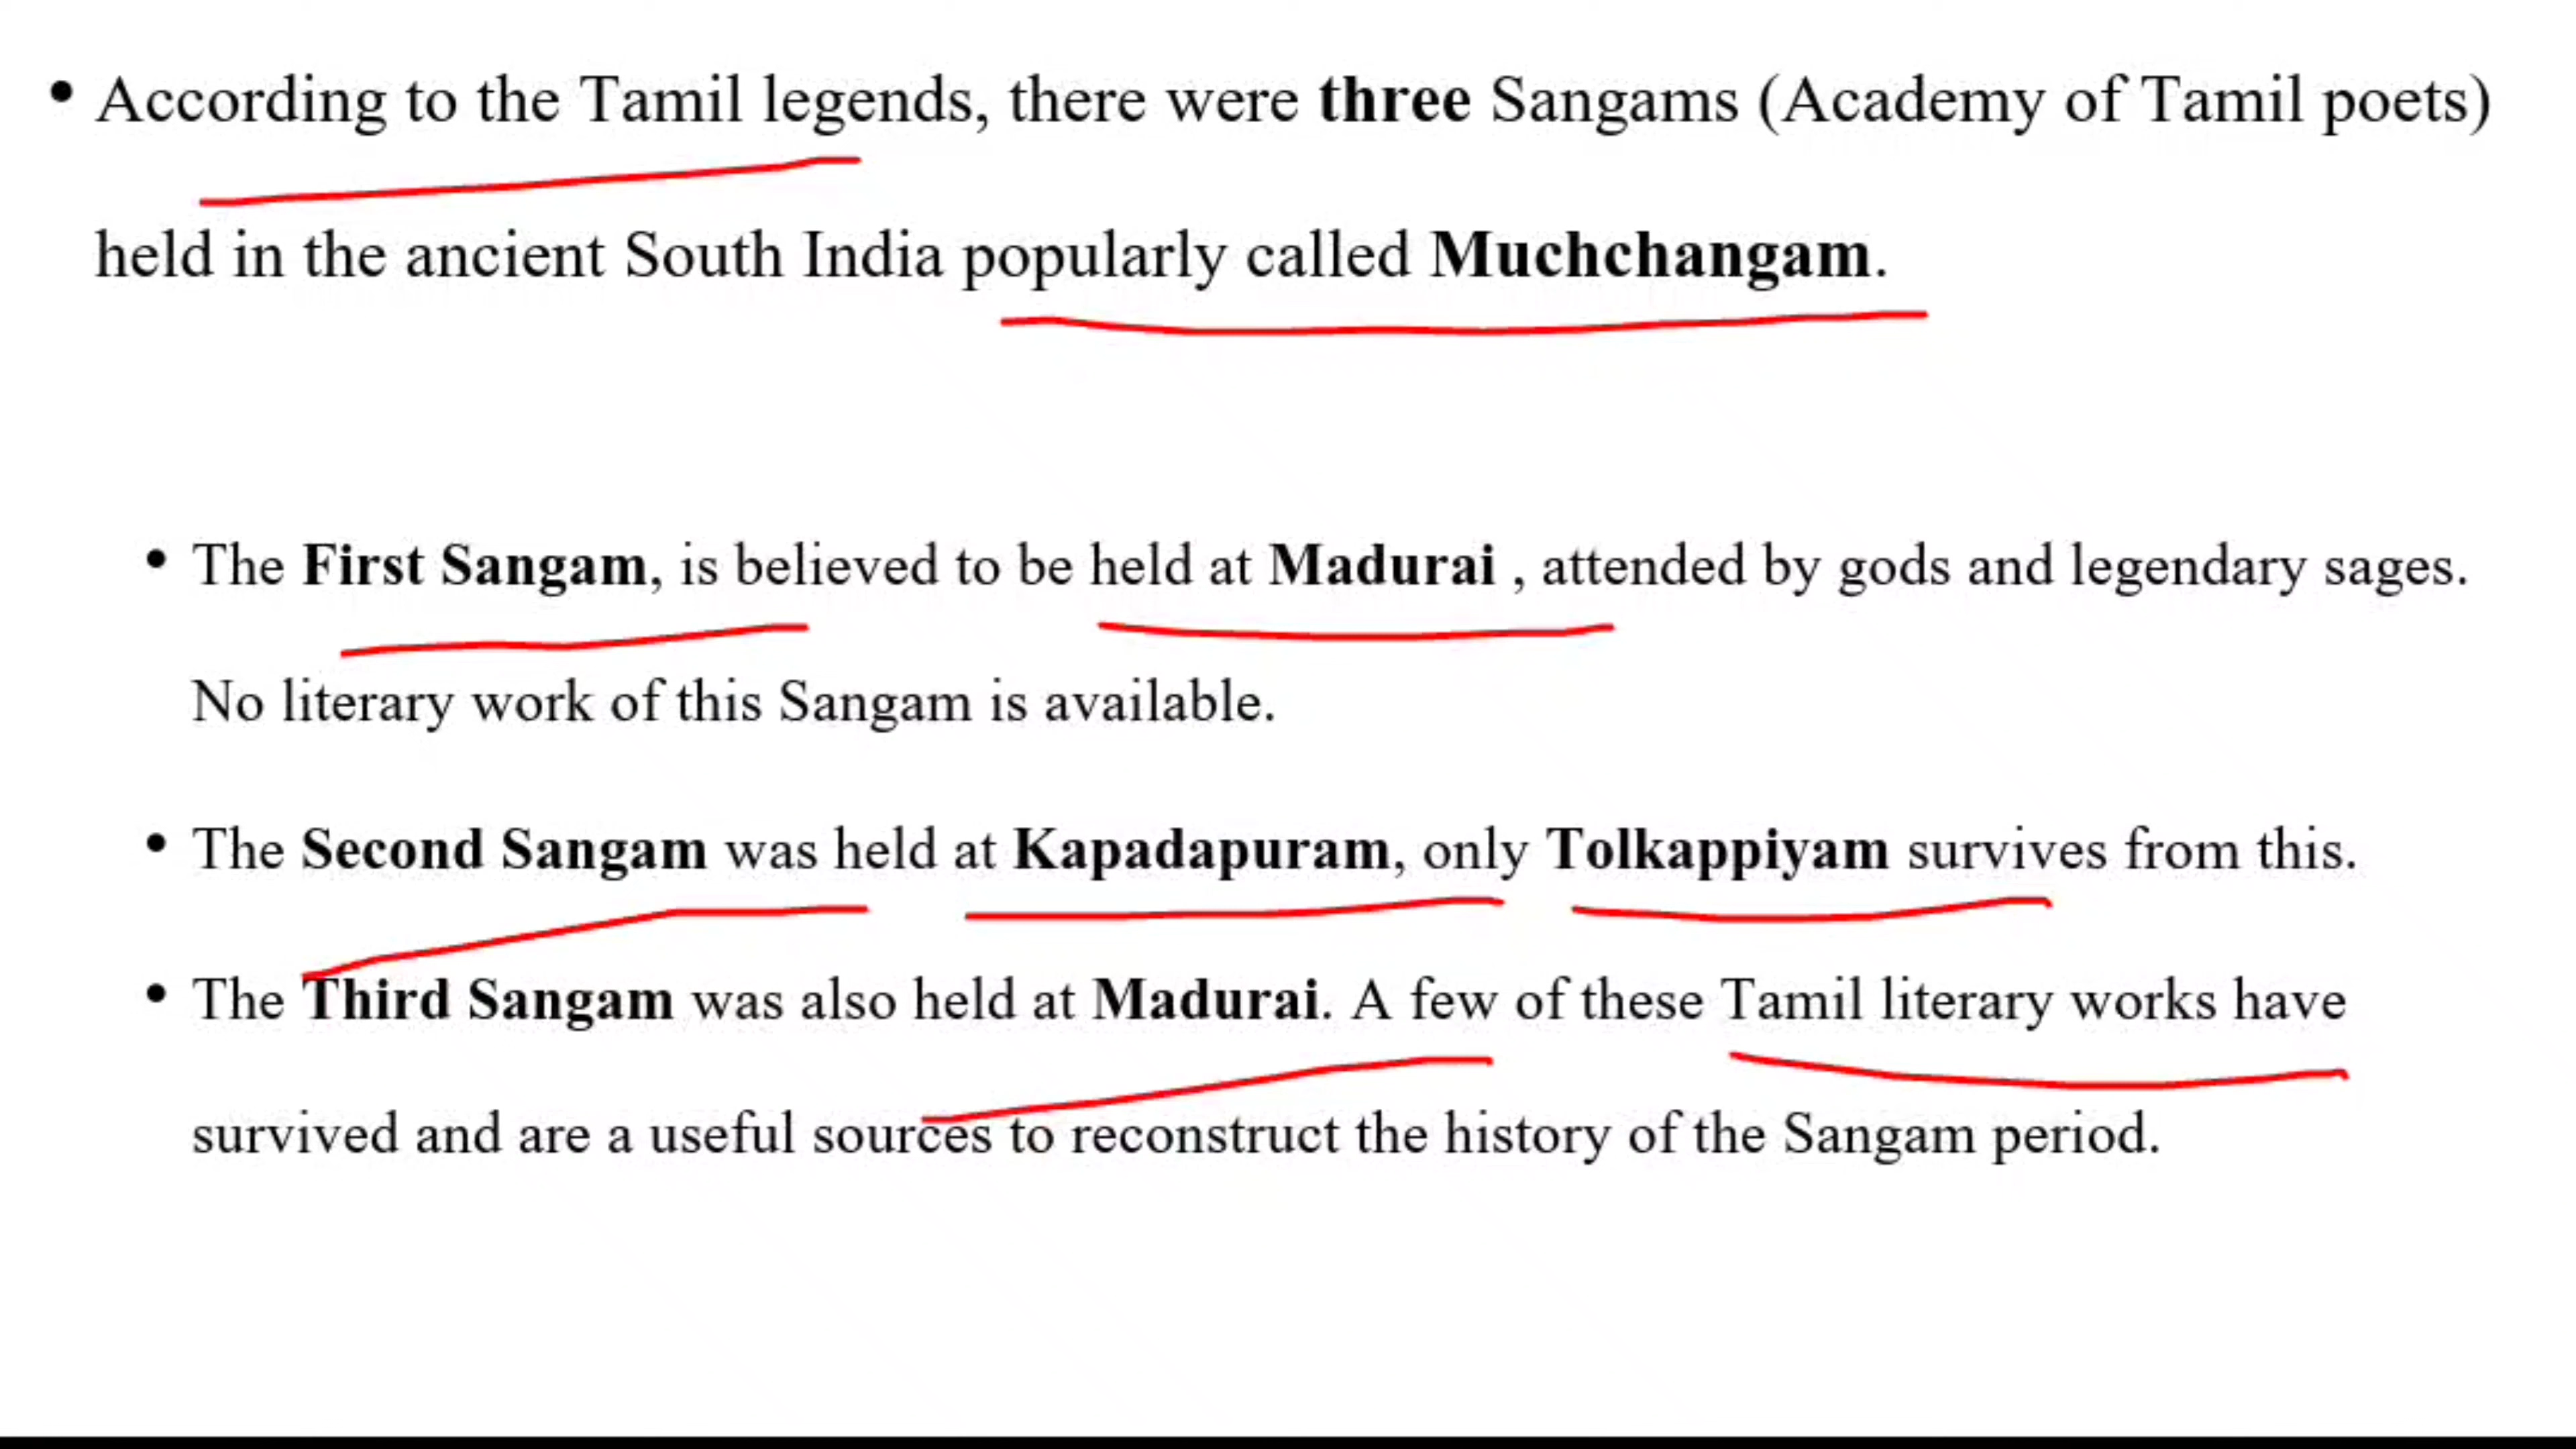 • According to the Tamil legends, there were three Sangams (Academy of Tamil poets)
held in the ancient South India popularly called Muchchangam.
• The First Sangam, is believed to be held at Madurai , attended by gods and legendary sages.
No literary work of this Sangam is available.
• The Second Sangam was held at Kapadapuram, only Tolkappiyam survives from this.
• The Third Sangam was also held at Madurai. A few of these Tamil literary works have
survived and are a useful sources to reconstruct the history of the Sangam period.